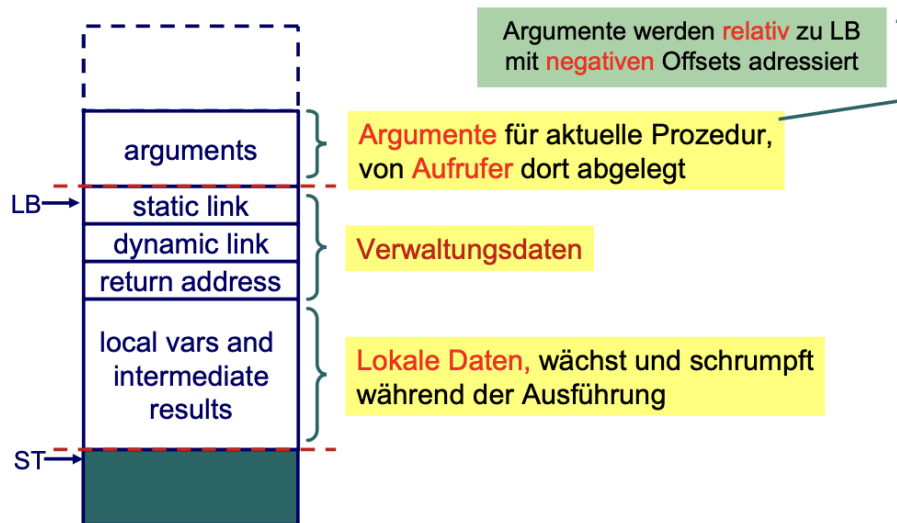 Argumente werden relativ zu LB
mit negativen Offsets adressiert
arguments
Argumente für aktuelle Prozedur,
von Aufrufer dort abgelegt
LB
static link
dynamic link
return address
Verwaltungsdaten
local vars and
intermediate
results
Lokale Daten, wächst und schrumpft
während der Ausführung
ST